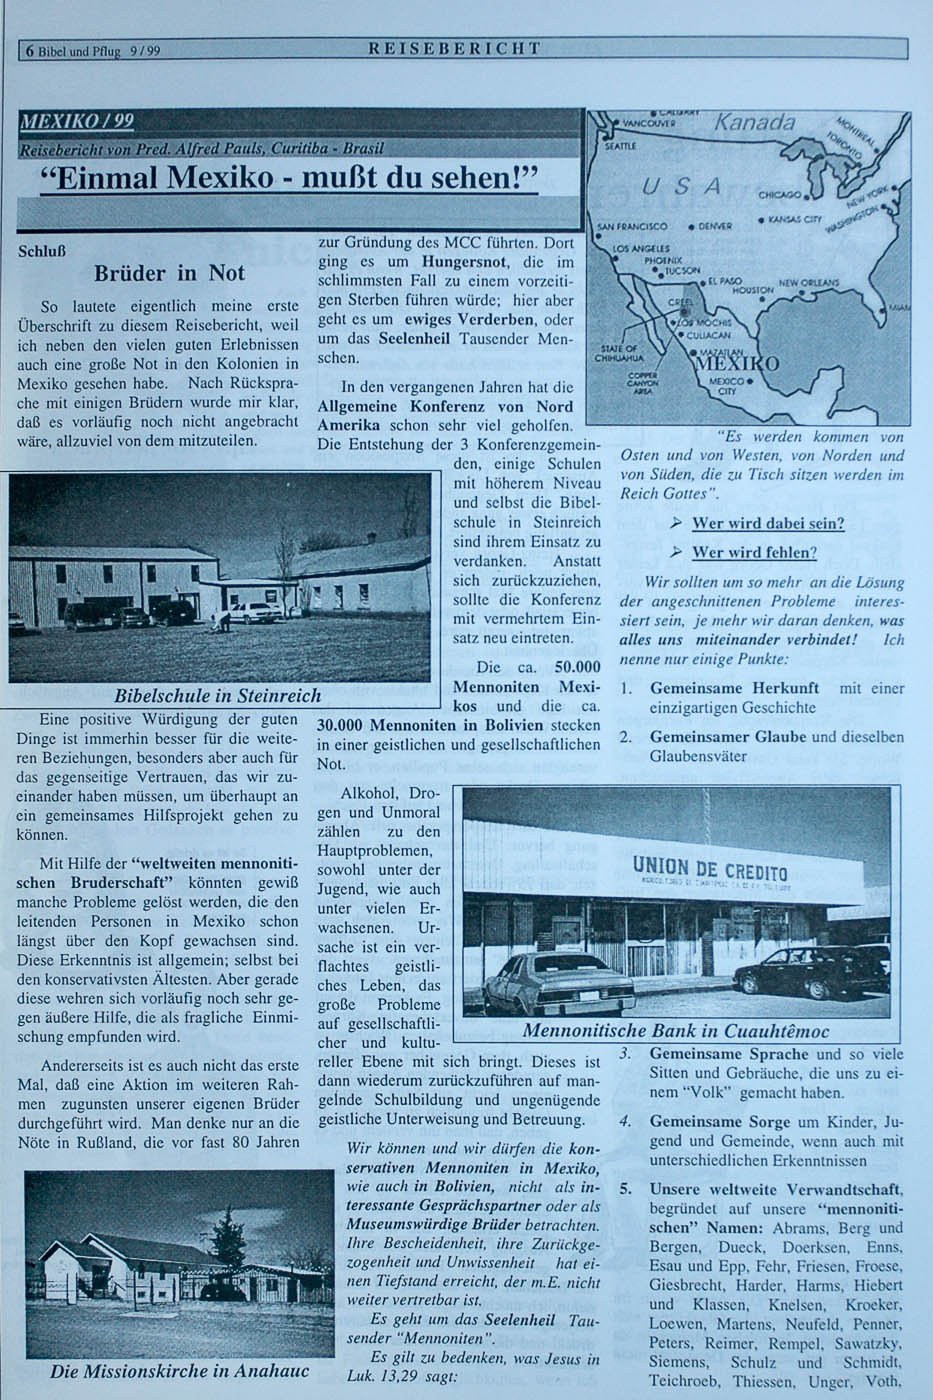 6 Bibel und Pflug 9/99
REISEBERICHT
MEXIKO / 99
Reisebericht von Pred. Alfred Pauls, Curitiba - Brasil
“Einmal Mexiko - mußt du sehen!”
Schluß
Brüder in Not
So lautete eigentlich meine erste
Überschrift zu diesem Reisebericht, weil
ich neben den vielen guten Erlebnissen
auch eine große Not in den Kolonien in
Mexiko gesehen habe. Nach Rückspra-
che mit einigen Brüdern wurde mir klar,
daß es vorläufig noch nicht angebracht
wäre, allzuviel von dem mitzuteilen.
Bibelschule in Steinreich
Eine positive Würdigung der guten
Dinge ist immerhin besser für die weite-
ren Beziehungen, besonders aber auch für
das gegenseitige Vertrauen, das wir zu-
einander haben müssen, um überhaupt an
ein gemeinsames Hilfsprojekt gehen zu
können.
Mit Hilfe der “weltweiten mennoniti-
schen Bruderschaft” könnten gewiß
manche Probleme gelöst werden, die den
leitenden Personen in Mexiko schon
längst über den Kopf gewachsen sind.
Diese Erkenntnis ist allgemein; selbst bei
den konservativsten Ältesten. Aber gerade
diese wehren sich vorläufig noch sehr ge-
gen äußere Hilfe, die als fragliche Einmi-
schung empfunden wird.
Andererseits ist es auch nicht das erste
Mal, daß eine Aktion im weiteren Rah-
men zugunsten unserer eigenen Brüder
durchgeführt wird. Man denke nur an die
Nöte in Rußland, die vor fast 80 Jahren
Die Missionskirche in Anahuac
zur Gründung des MCC führten. Dort
ging es um Hungersnot, die im
schlimmsten Fall zu einem vorzeiti-
gen Sterben führen würde; hier aber
geht es um ewiges Verderben, oder
um das Seelenheil Tausender Men-
schen.
In den vergangenen Jahren hat die
Allgemeine Konferenz von Nord
Amerika schon sehr viel geholfen.
Die Entstehung der 3 Konferenzgemein-
den, einige Schulen
mit höherem Niveau
und selbst die Bibel-
schule in Steinreich
sind ihrem Einsatz zu
verdanken. Anstatt
sich zurückzuziehen,
sollte die Konferenz
mit vermehrtem Ein-
satz neu eintreten.
Die ca. 50.000
Mennoniten Mexi-
kos und die ca.
30.000 Mennoniten in Bolivien stecken
in einer geistlichen und gesellschaftlichen
Not.
Alkohol, Dro-
gen und Unmoral
zählen zu den
Hauptproblemen,
sowohl unter der
Jugend, wie auch
unter vielen Er-
wachsenen. Ur-
sache ist ein ver-
flachtes geistli-
ches Leben, das
große Probleme
auf gesellschaftli-
cher und kultu-
reller Ebene mit sich bringt. Dieses ist
dann wiederum zurückzuführen auf man-
gelnde Schulbildung und ungenügende
geistliche Unterweisung und Betreuung.
Wir können und wir dürfen die kon-
servativen Mennoniten in Mexiko,
wie auch in Bolivien, nicht als in-
teressante Gesprächspartner oder als
Museumswürdige Brüder betrachten.
Ihre Bescheidenheit, ihre Zurückge-
zogenheit und Unwissenheit hat ei-
nen Tiefstand erreicht, der m.E. nicht
weiter vertretbar ist.
Es geht um das Seelenheil Tau-
sender “Mennoniten”.
Es gilt zu bedenken, was Jesus in
Luk. 13,29 sagt:
CALGARY
VANCOUVER
Kanada
MONTREAL
TORONTO
SEATTLE
USA
CHICAGO
NEW YORK
WASHINGTON
KANSAS CITY
SAN FRANCISCO
DENVER
LOS ANGELES
PHOENIX
TUCSON
EL PASO
HOUSTON
NEW ORLEANS
MIAMI
CREEL
LOS MOCHIS
CULIACAN
STATE OF
CHIHUAHUA
MAZATLAN
MEXIKO
COPPER
CANYON
AREA
MEXICO
CITY
“Es werden kommen von
Osten und von Westen, von Norden und
von Süden, die zu Tisch sitzen werden im
Reich Gottes”.
➢ Wer wird dabei sein?
➢ Wer wird fehlen?
Wir sollten um so mehr an die Lösung
der angeschnittenen Probleme interes-
siert sein, je mehr wir daran denken, was
alles uns miteinander verbindet! Ich
nenne nur einige Punkte:
1. Gemeinsame Herkunft mit einer
einzigartigen Geschichte
2. Gemeinsamer Glaube und dieselben
Glaubensväter
UNION DE CREDITO
Mennonitische Bank in Cuauhtêmoc
3. Gemeinsame Sprache und so viele
Sitten und Gebräuche, die uns zu ei-
nem “Volk” gemacht haben.
4. Gemeinsame Sorge um Kinder, Ju-
gend und Gemeinde, wenn auch mit
unterschiedlichen Erkenntnissen
5. Unsere weltweite Verwandtschaft,
begründet auf unsere “mennoniti-
schen” Namen: Abrams, Berg und
Bergen, Dueck, Doerksen, Enns,
Esau und Epp, Fehr, Friesen, Froese,
Giesbrecht, Harder, Harms, Hiebert
und Klassen, Knelsen, Kroeker,
Loewen, Martens, Neufeld, Penner,
Peters, Reimer, Rempel, Sawatzky,
Siemens, Schulz und Schmidt,
Teichroeb, Thiessen, Unger, Voth,